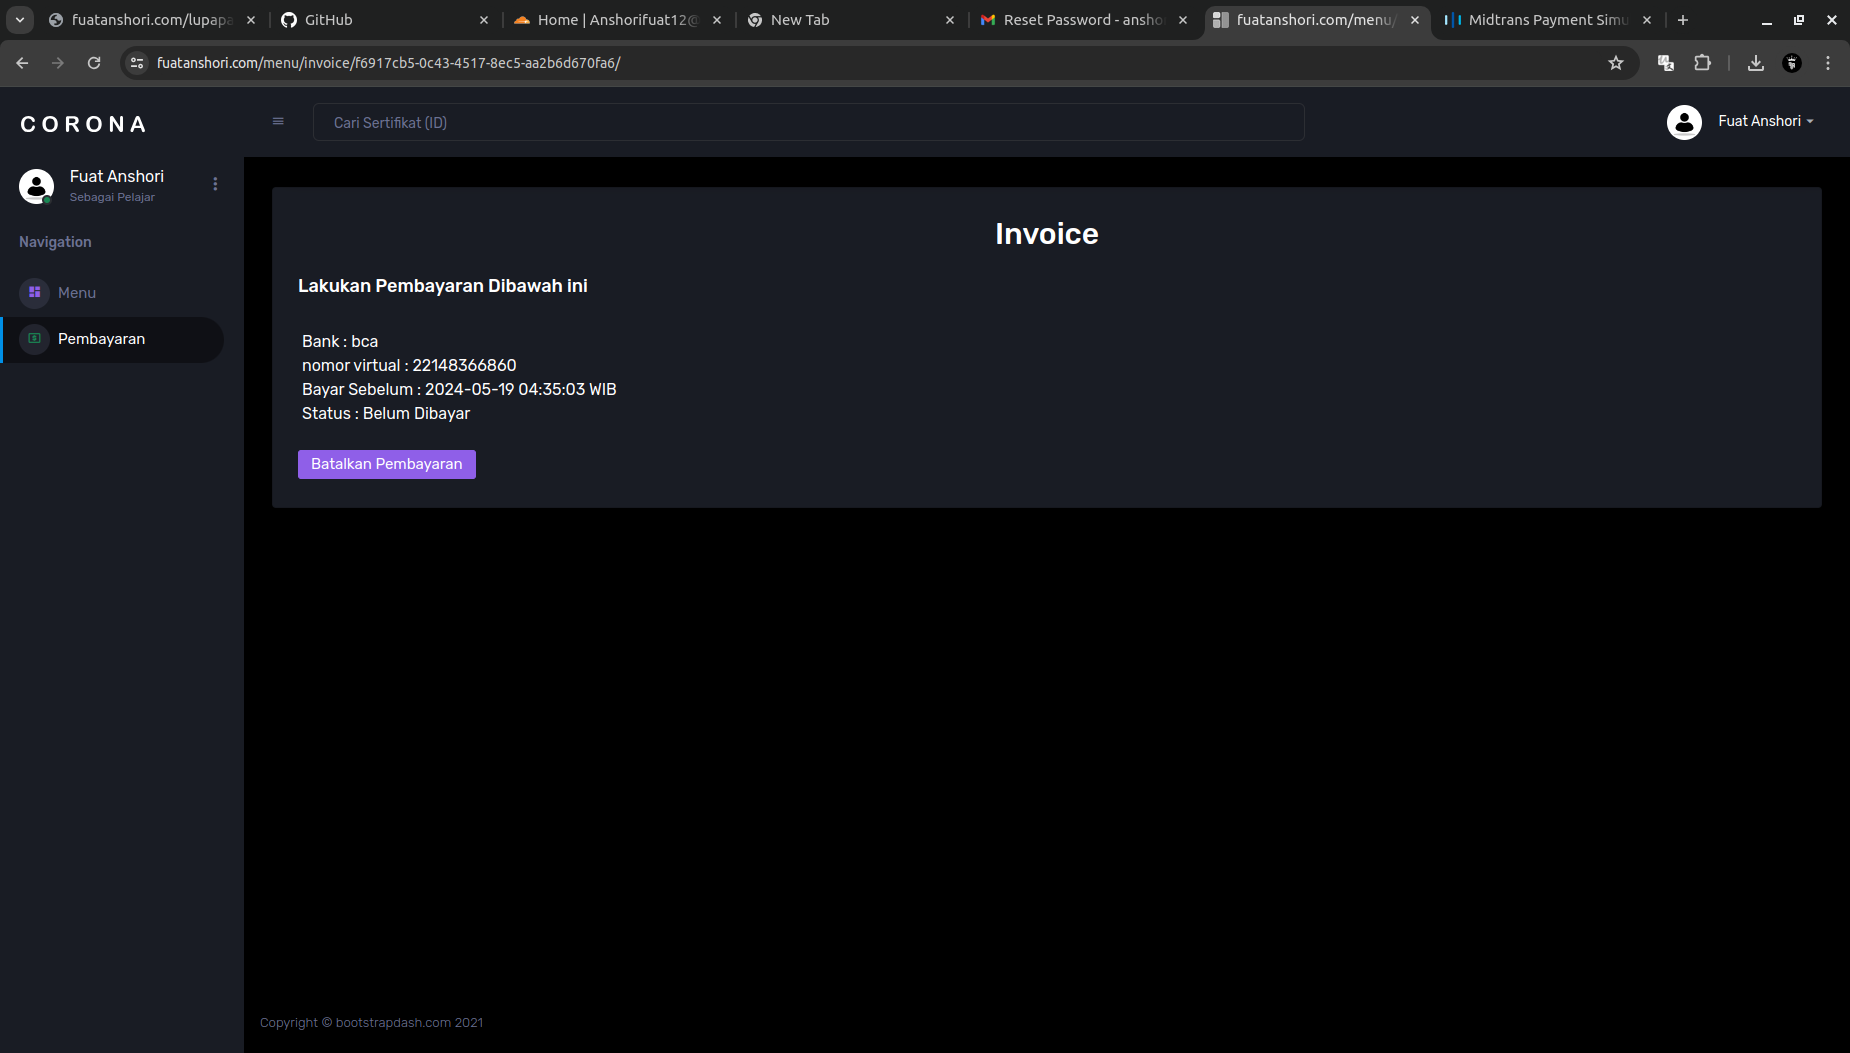 fuatanshori.com/lupapa
GitHub
Home | Anshorifuat12@
New Tab
Reset Password - ansho
fuatanshori.com/menu/
Midtrans Payment Simu
fuatanshori.com/menu/invoice/f6917cb5-0c43-4517-8ec5-aa2b6d670fa6/
CORONA
Cari Sertifikat (ID)
Fuat Anshori
Fuat Anshori
Sebagai Pelajar
Navigation
Menu
Pembayaran
Invoice
Lakukan Pembayaran Dibawah ini
Bank : bca
nomor virtual : 22148366860
Bayar Sebelum : 2024-05-19 04:35:03 WIB
Status : Belum Dibayar
Batalkan Pembayaran
Copyright © bootstrapdash.com 2021